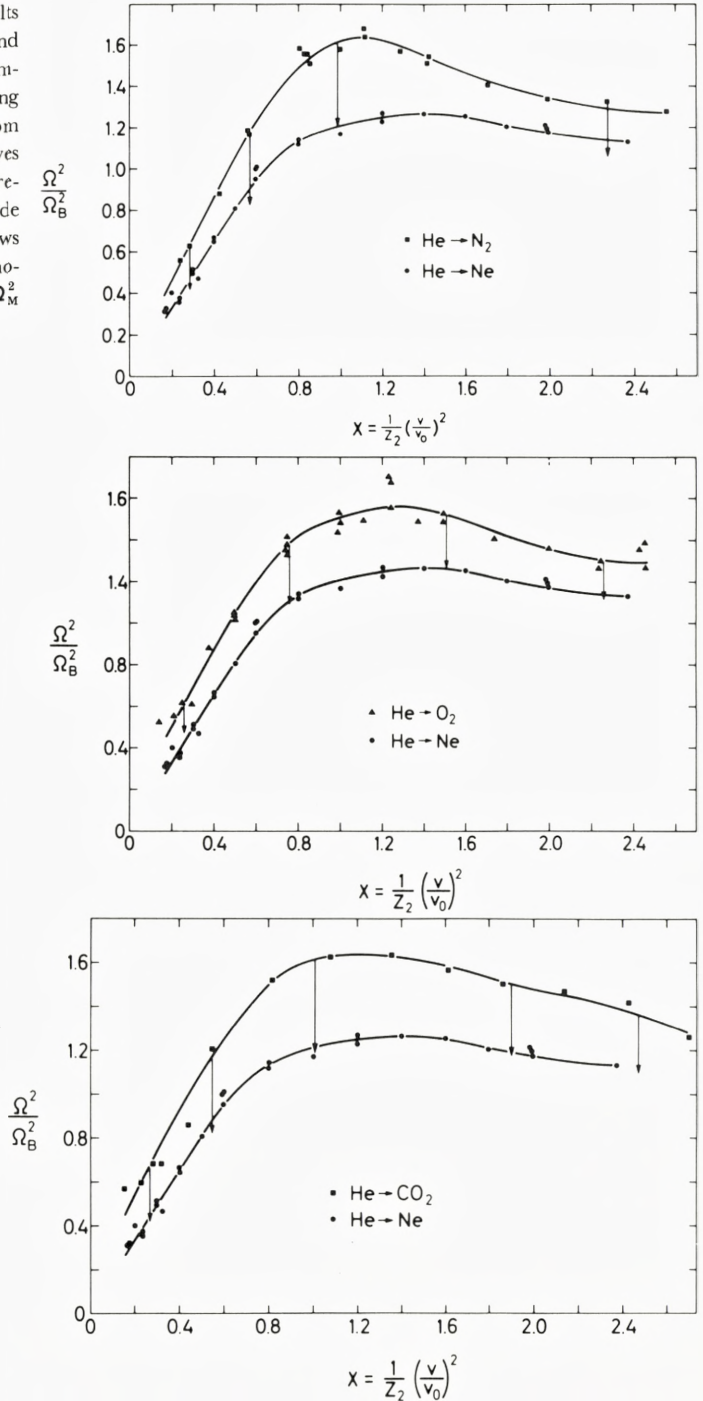 lts
nd
m-
ng
om
ves
re-
de
ws
no-
Ω²_M
Ω²/Ω²_B
1.6
1.4
1.2
1.0
0.8
0.6
0.4
0.2
0
■ He → N₂
● He → Ne
0 0.4 0.8 1.2 1.6 2.0 2.4
X = 1/Z₂ (v/v₀)²
Ω²/Ω²_B
1.6
1.2
0.8
0.4
0
▲ He → O₂
● He → Ne
0 0.4 0.8 1.2 1.6 2.0 2.4
X = 1/Z₂ (v/v₀)²
Ω²/Ω²_B
1.6
1.2
0.8
0.4
0
■ He → CO₂
● He → Ne
0 0.4 0.8 1.2 1.6 2.0 2.4
X = 1/Z₂ (v/v₀)²